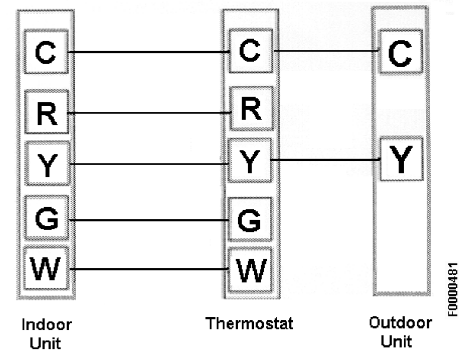 C C C
R R
Y Y Y
G G
W W
Indoor Unit
Thermostat
Outdoor Unit
F0000481